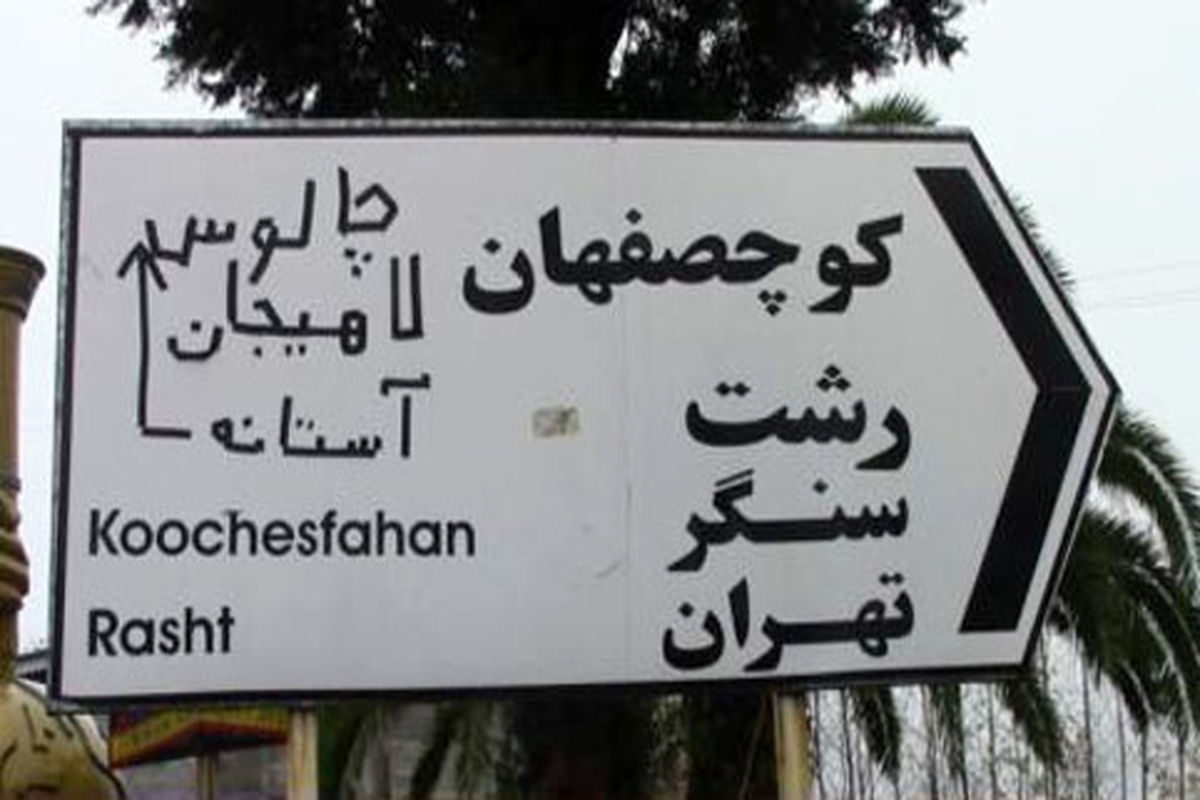 کوچصفهان
رشت
سنگر
تهران
چالوس
لاهیجان
آستانه
Koochesfahan
Rasht